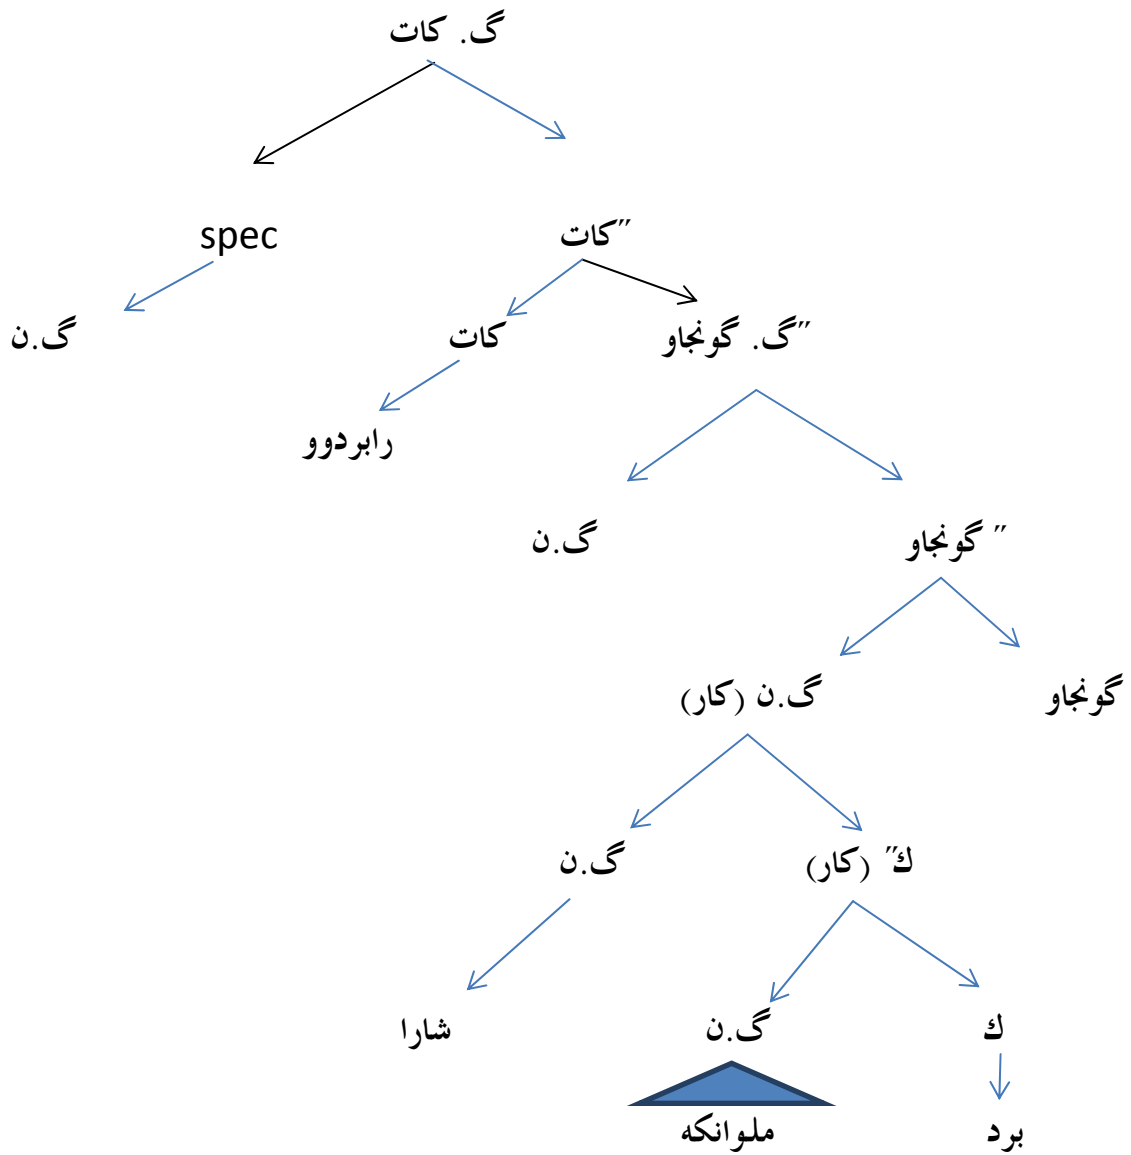 گ. کات
spec
کات″
گ.ن
کات
گ. گونجاو″
رابردوو
گ.ن
گونجاو ″
گ.ن (کار)
گونجاو
گ.ن
ك″ (کار)
شارا
گ.ن
ك
ملوانکه
برد